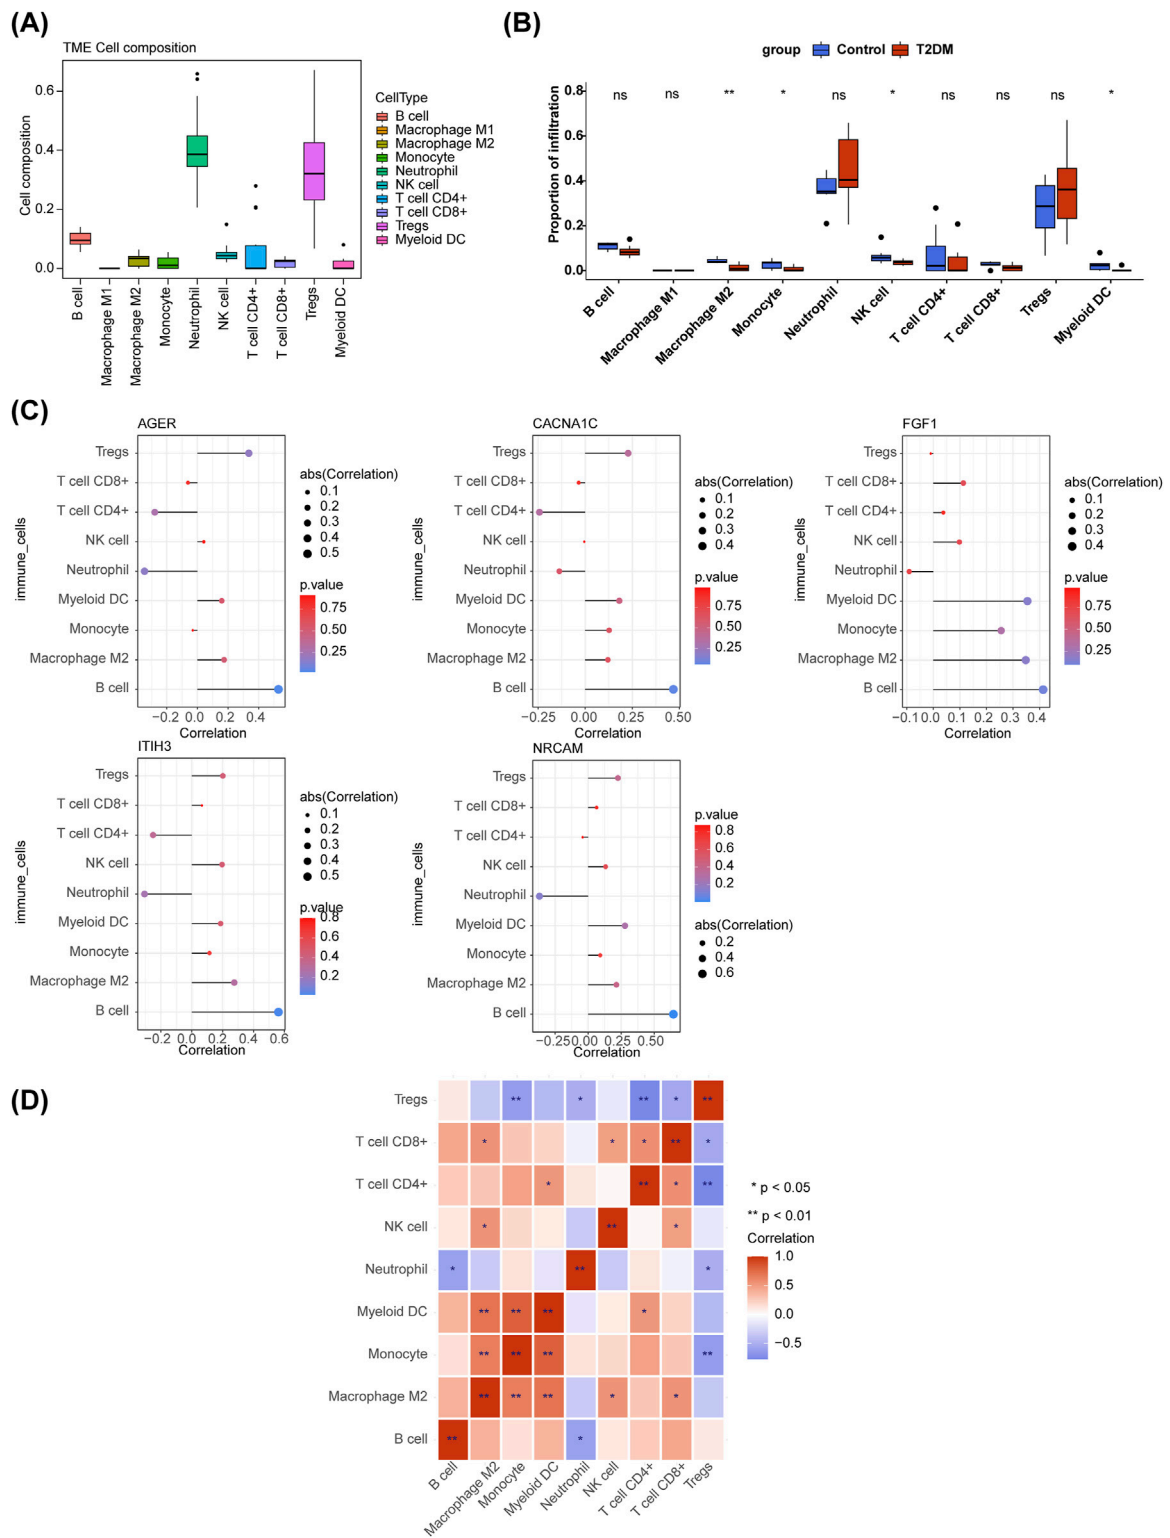 (A)
TME Cell composition
Cell composition
0.6
0.4
0.2
0.0
B cell
Macrophage M1
Macrophage M2
Monocyte
Neutrophil
NK cell
T cell CD4+
T cell CD8+
Tregs
Myeloid DC
CellType
B cell
Macrophage M1
Macrophage M2
Monocyte
Neutrophil
NK cell
T cell CD4+
T cell CD8+
Tregs
Myeloid DC
(B)
group Control T2DM
Proportion of infiltration
0.8
0.6
0.4
0.2
0.0
ns ns ** * ns * ns ns ns *
B cell
Macrophage M1
Macrophage M2
Monocyte
Neutrophil
NK cell
T cell CD4+
T cell CD8+
Tregs
Myeloid DC
(C)
AGER
immune_cells
Tregs
T cell CD8+
T cell CD4+
NK cell
Neutrophil
Myeloid DC
Monocyte
Macrophage M2
B cell
−0.2 0.0 0.2 0.4
Correlation
abs(Correlation)
0.1
0.2
0.3
0.4
0.5
p.value
0.75
0.50
0.25
CACNA1C
immune_cells
Tregs
T cell CD8+
T cell CD4+
NK cell
Neutrophil
Myeloid DC
Monocyte
Macrophage M2
B cell
−0.25 0.00 0.25 0.50
Correlation
abs(Correlation)
0.1
0.2
0.3
0.4
p.value
0.75
0.50
0.25
FGF1
immune_cells
Tregs
T cell CD8+
T cell CD4+
NK cell
Neutrophil
Myeloid DC
Monocyte
Macrophage M2
B cell
−0.1 0.0 0.1 0.2 0.3 0.4
Correlation
abs(Correlation)
0.1
0.2
0.3
0.4
p.value
0.75
0.50
0.25
ITIH3
immune_cells
Tregs
T cell CD8+
T cell CD4+
NK cell
Neutrophil
Myeloid DC
Monocyte
Macrophage M2
B cell
−0.2 0.0 0.2 0.4 0.6
Correlation
abs(Correlation)
0.1
0.2
0.3
0.4
0.5
p.value
0.8
0.6
0.4
0.2
NRCAM
immune_cells
Tregs
T cell CD8+
T cell CD4+
NK cell
Neutrophil
Myeloid DC
Monocyte
Macrophage M2
B cell
−0.25 0.00 0.25 0.50
Correlation
p.value
0.8
0.6
0.4
0.2
abs(Correlation)
0.2
0.4
0.6
(D)
Tregs ** * ** * **
T cell CD8+ * * * ** *
T cell CD4+ * ** * **
NK cell * ** *
Neutrophil * ** *
Myeloid DC ** ** ** *
Monocyte ** ** ** **
Macrophage M2 ** ** ** * *
B cell ** *
B cell
Macrophage M2
Monocyte
Myeloid DC
Neutrophil
NK cell
T cell CD4+
T cell CD8+
Tregs
* p < 0.05
** p < 0.01
Correlation
1.0
0.5
0.0
−0.5